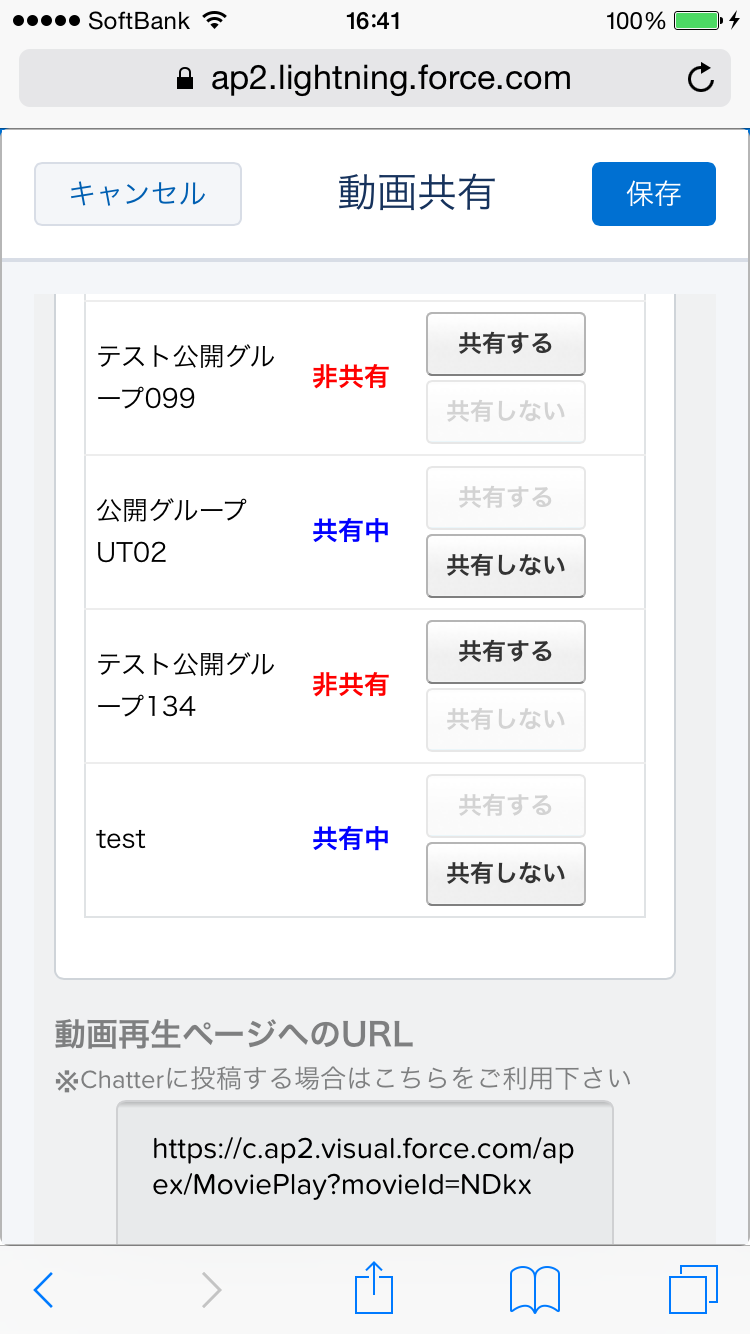 ●●●●● SoftBank 16:41 100%
ap2.lightning.force.com
キャンセル 動画共有 保存
テスト公開グル
ープ099
非共有
共有する
共有しない
公開グループ
UT02
共有中
共有する
共有しない
テスト公開グル
ープ134
非共有
共有する
共有しない
test
共有中
共有する
共有しない
動画再生ページへのURL
※Chatterに投稿する場合はこちらをご利用下さい
https://c.ap2.visual.force.com/ap
ex/MoviePlay?movieId=NDkx